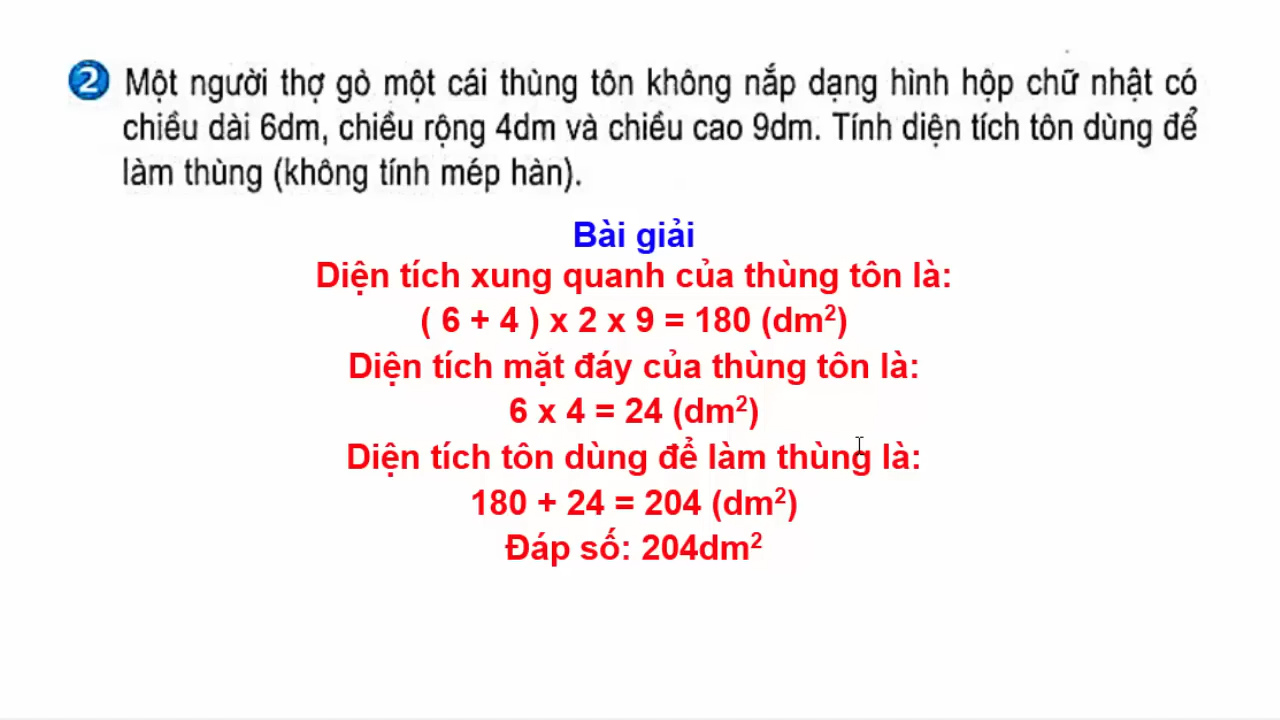 2 Một người thợ gò một cái thùng tôn không nắp dạng hình hộp chữ nhật có
chiều dài 6dm, chiều rộng 4dm và chiều cao 9dm. Tính diện tích tôn dùng để
làm thùng (không tính mép hàn).
Bài giải
Diện tích xung quanh của thùng tôn là:
( 6 + 4 ) x 2 x 9 = 180 (dm²)
Diện tích mặt đáy của thùng tôn là:
6 x 4 = 24 (dm²)
Diện tích tôn dùng để làm thùng là:
180 + 24 = 204 (dm²)
Đáp số: 204dm²